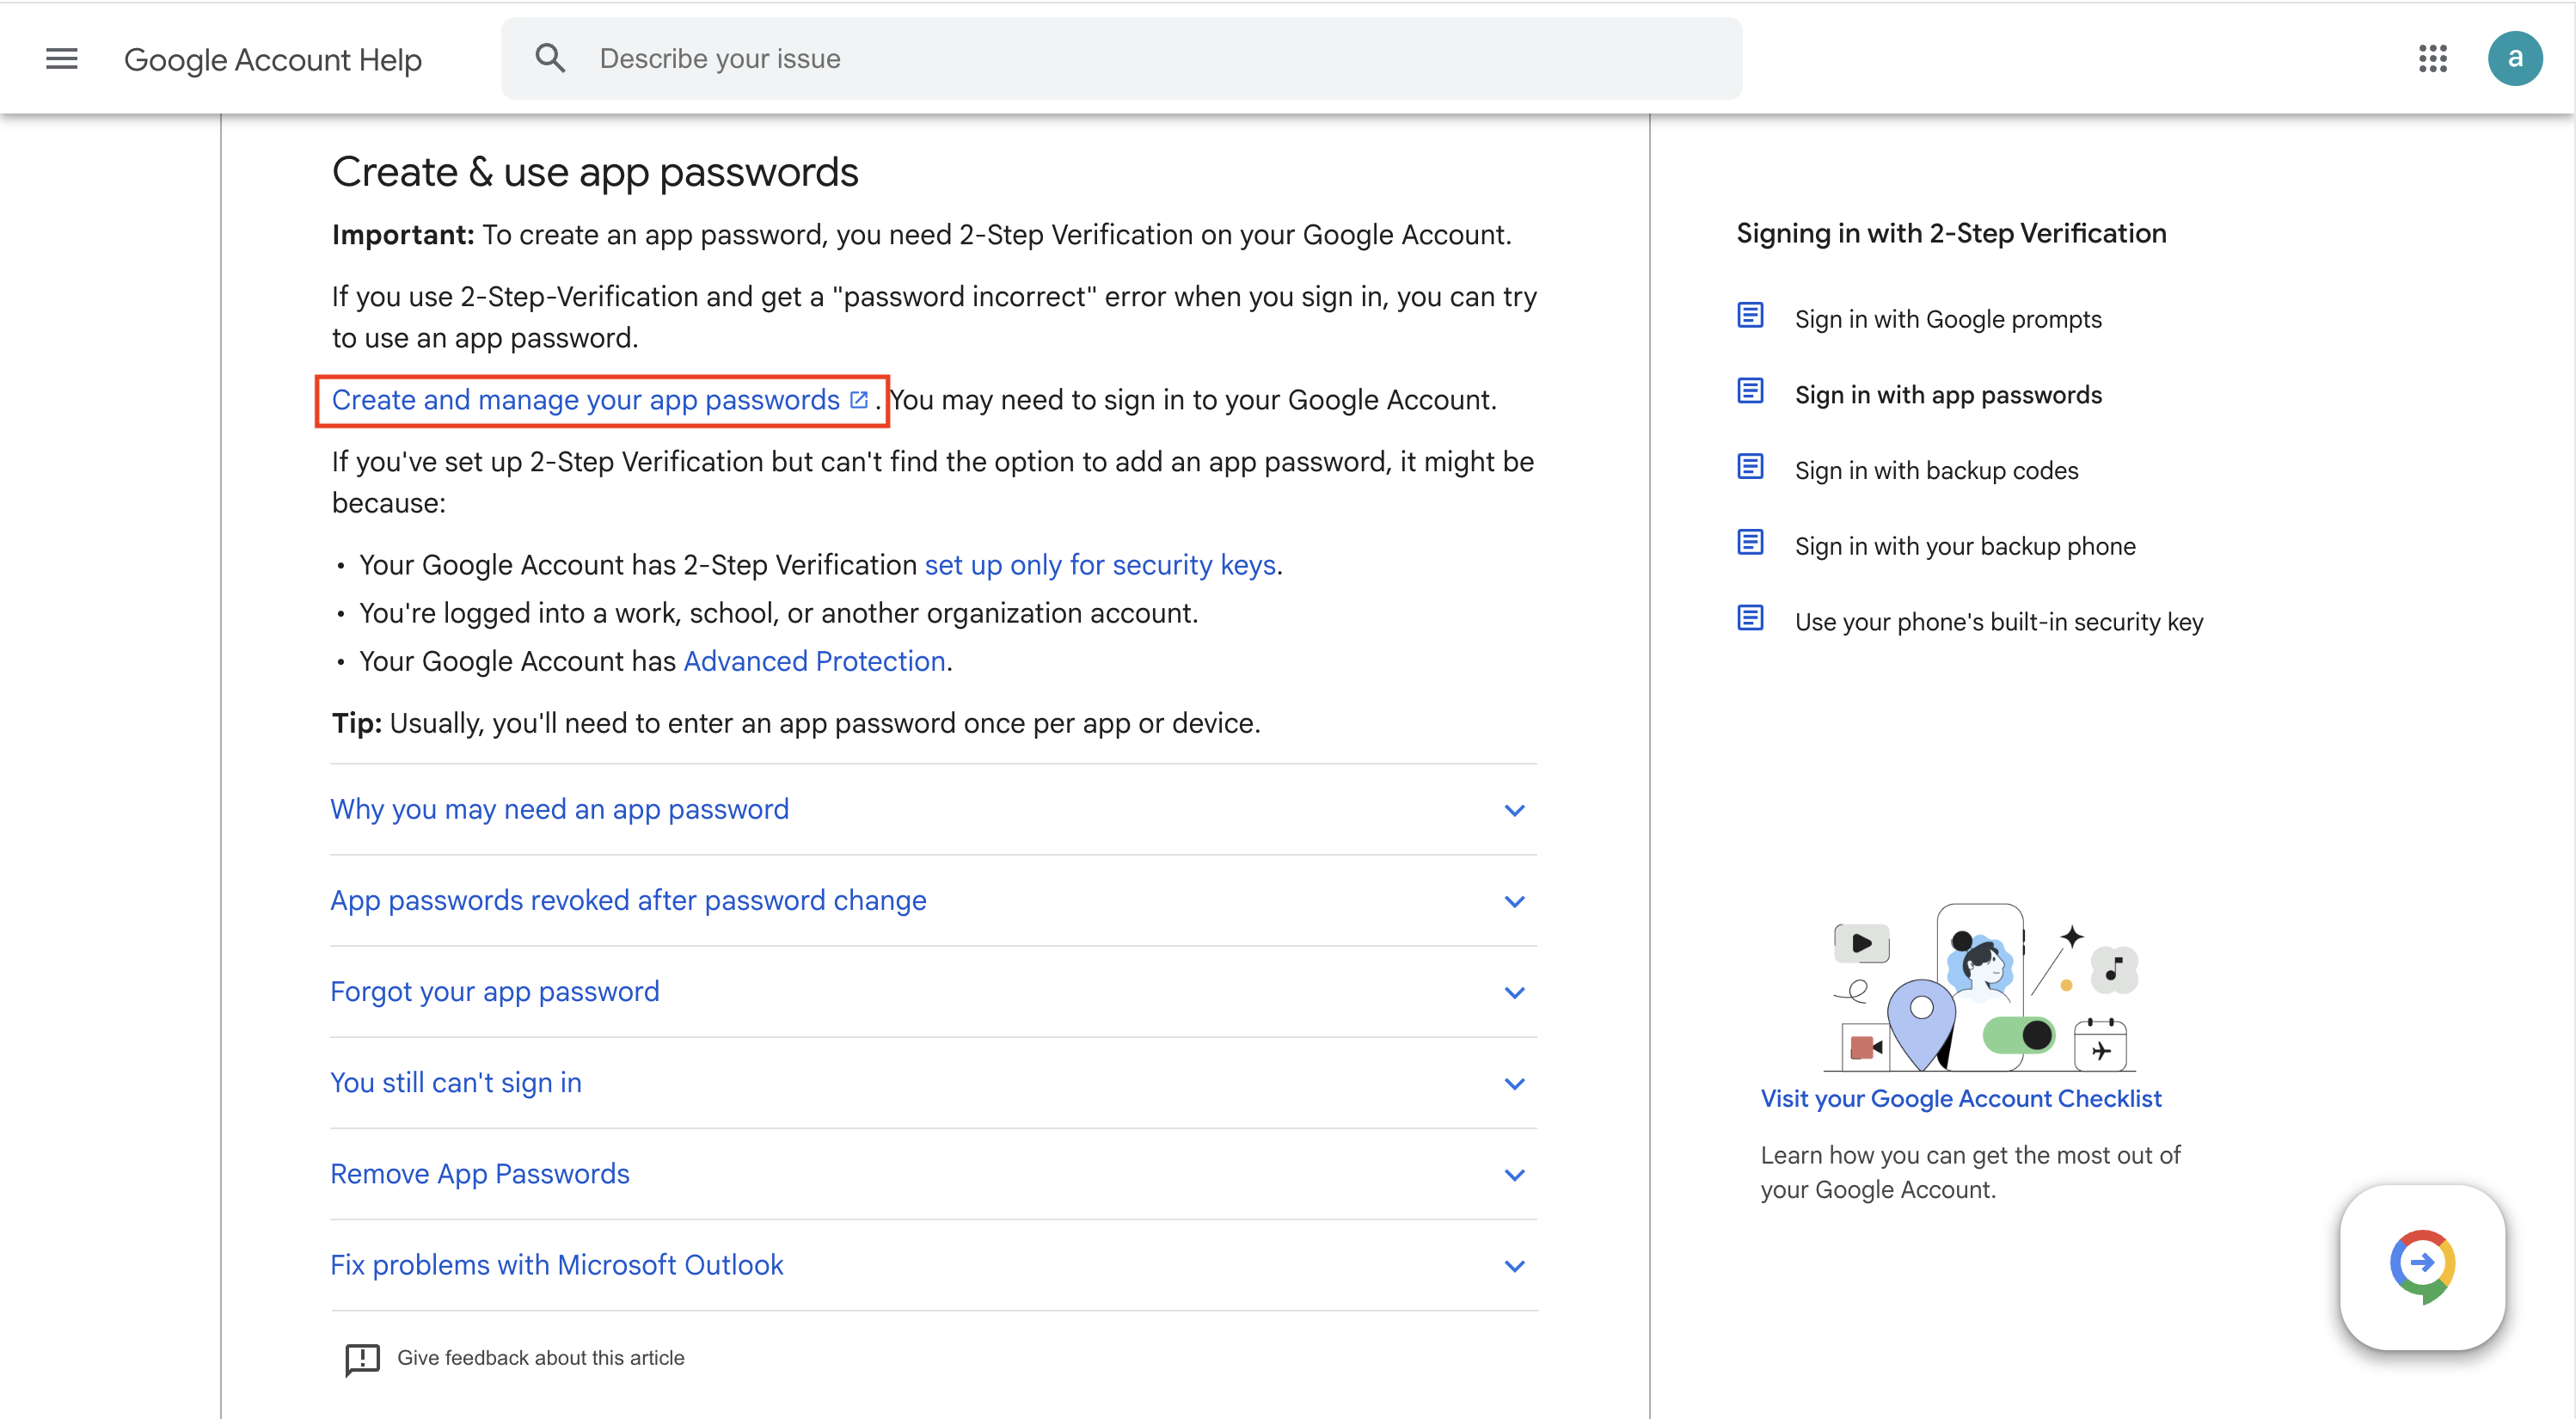 Google Account Help
Describe your issue
a
Create & use app passwords
Important: To create an app password, you need 2-Step Verification on your Google Account.
If you use 2-Step-Verification and get a "password incorrect" error when you sign in, you can try
to use an app password.
Create and manage your app passwords . You may need to sign in to your Google Account.
If you've set up 2-Step Verification but can't find the option to add an app password, it might be
because:
• Your Google Account has 2-Step Verification set up only for security keys.
• You're logged into a work, school, or another organization account.
• Your Google Account has Advanced Protection.
Tip: Usually, you'll need to enter an app password once per app or device.
Why you may need an app password
App passwords revoked after password change
Forgot your app password
You still can't sign in
Remove App Passwords
Fix problems with Microsoft Outlook
Give feedback about this article
Signing in with 2-Step Verification
Sign in with Google prompts
Sign in with app passwords
Sign in with backup codes
Sign in with your backup phone
Use your phone's built-in security key
Visit your Google Account Checklist
Learn how you can get the most out of
your Google Account.